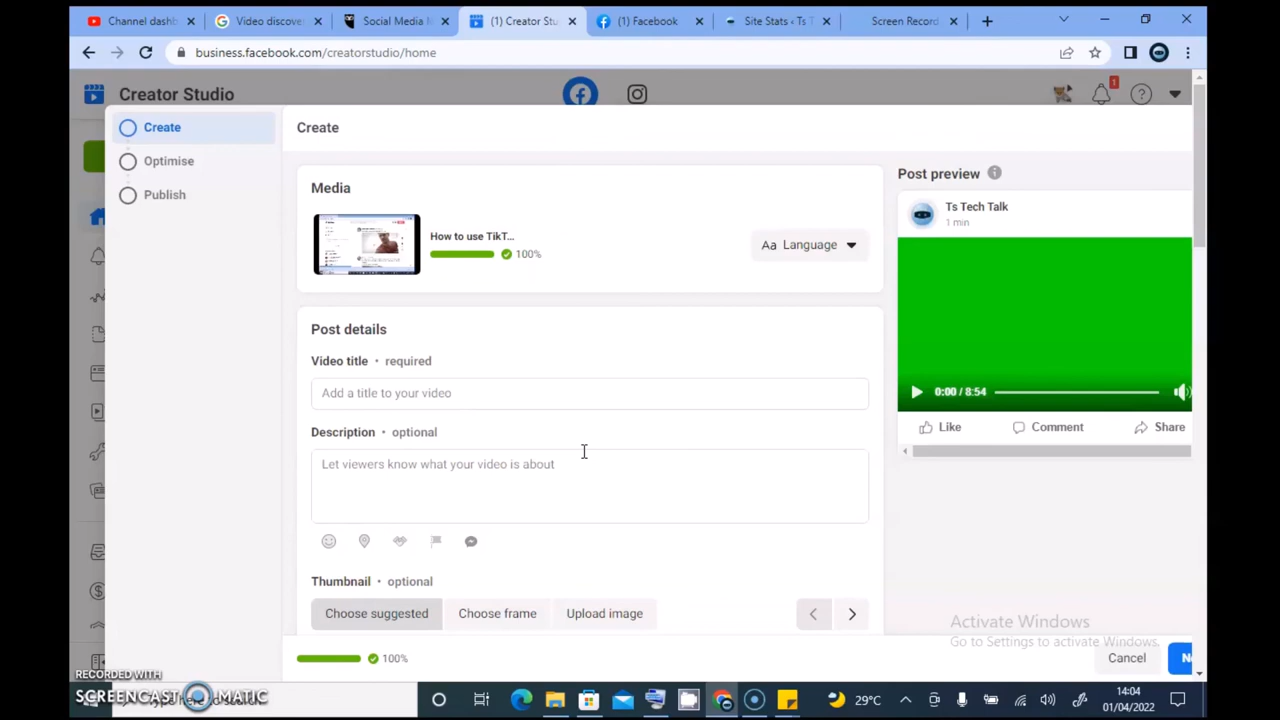 Channel dashb
Video discove
Social Media M
(1) Creator Stu
(1) Facebook
Site Stats ‹ Ts T
Screen Record
business.facebook.com/creatorstudio/home
Creator Studio
1
Create
Optimise
Publish
Create
Media
How to use TikT...
100%
Aa Language
Post details
Video title • required
Add a title to your video
Description • optional
Let viewers know what your video is about
Thumbnail • optional
Choose suggested
Choose frame
Upload image
Post preview
Ts Tech Talk
1 min
0:00 / 8:54
Like
Comment
Share
Activate Windows
Go to Settings to activate Windows.
100%
Cancel
RECORDED WITH
SCREENCAST MATIC
29°C
14:04
01/04/2022